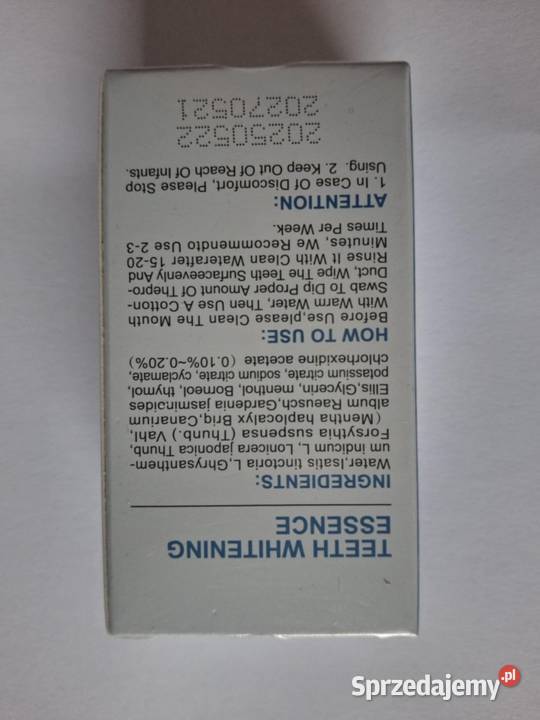 TEETH WHITENING
ESSENCE
INGREDIENTS:
Water,Isatis tinctoria L,Ghrysanthem-
um indicum L, Lonicera japonica Thunb,
Forsythia suspensa (Thunb.) Vahl,
(Mentha haplocalyx Briq,Canarium
album Raeusch,Gardenia jasminoides
Ellis,Glycerin, menthol, Borneol, thymol,
potassium citrate, sodium citrate, cyclamate,
chlorhexidine acetate (0.10%~0.20%)
HOW TO USE:
Before Use,please Clean The Mouth
With Warm Water, Then Use A Cotton-
Swab To Dip Proper Amount Of Thepro-
Duct, Wipe The Teeth Surfaceevenly And
Rinse It With Clean Waterafter 15-20
Minutes, We Recommendto Use 2-3
Times Per Week.
ATTENTION:
1. In Case Of Discomfort, Please Stop
Using. 2. Keep Out Of Reach Of Infants.
20250522
20270521
Sprzedajemy.pl